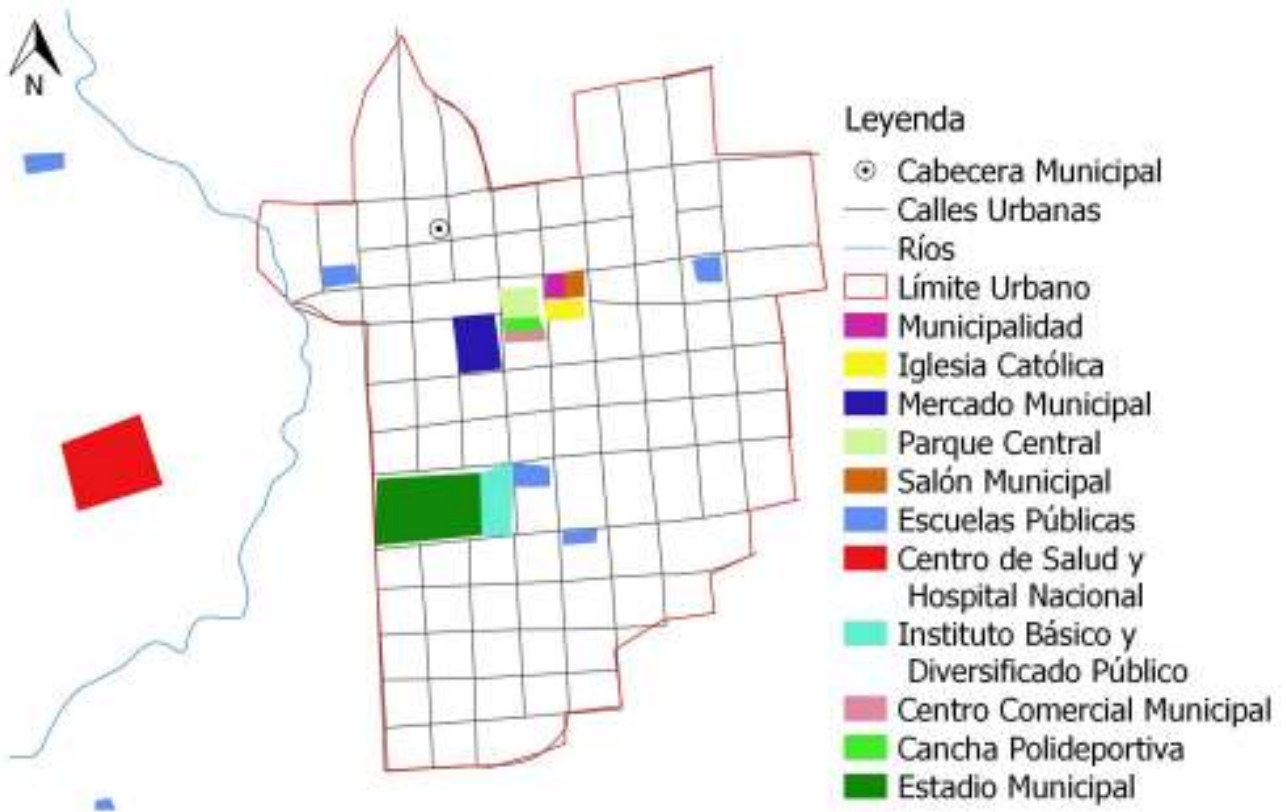 N
Leyenda
Cabecera Municipal
Calles Urbanas
Ríos
Límite Urbano
Municipalidad
Iglesia Católica
Mercado Municipal
Parque Central
Salón Municipal
Escuelas Públicas
Centro de Salud y
Hospital Nacional
Instituto Básico y
Diversificado Público
Centro Comercial Municipal
Cancha Polideportiva
Estadio Municipal